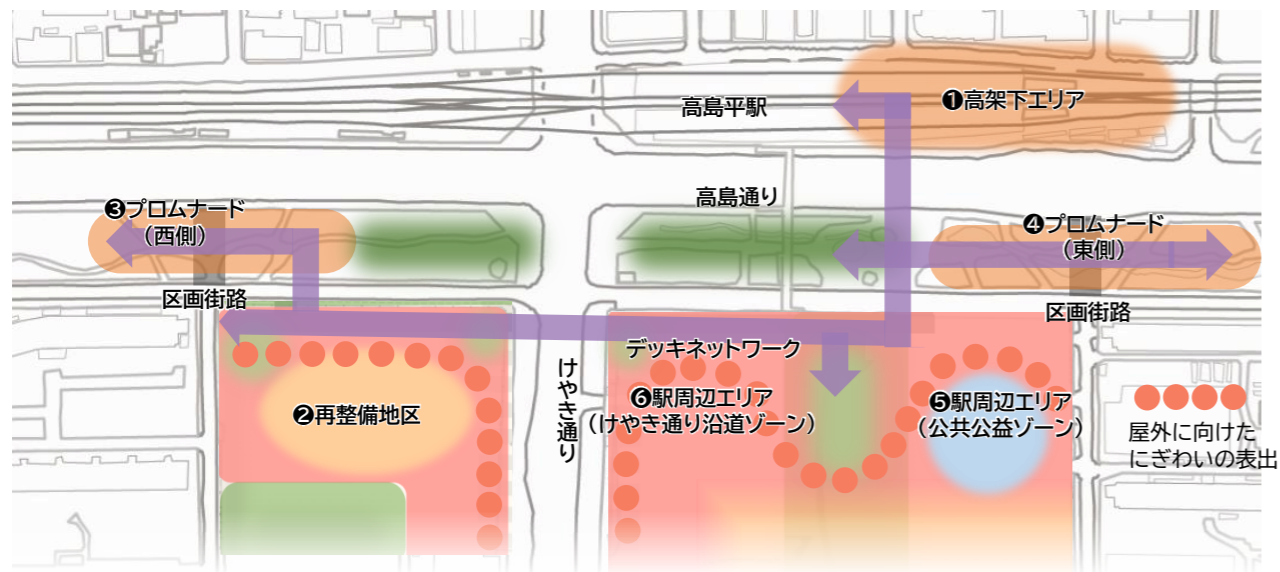 ❶高架下エリア
高島平駅
高島通り
❸プロムナード
（西側）
❹プロムナード
（東側）
区画街路
区画街路
デッキネットワーク
けやき通り
❷再整備地区
❻駅周辺エリア
（けやき通り沿道ゾーン）
❺駅周辺エリア
（公共公益ゾーン）
屋外に向けた
にぎわいの表出